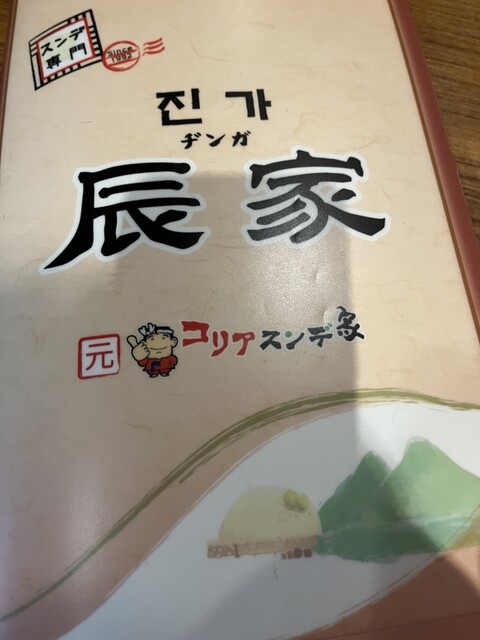 スンデ
専門
since
1992
진가
ヂンガ
辰家
元
コリアスンデ家